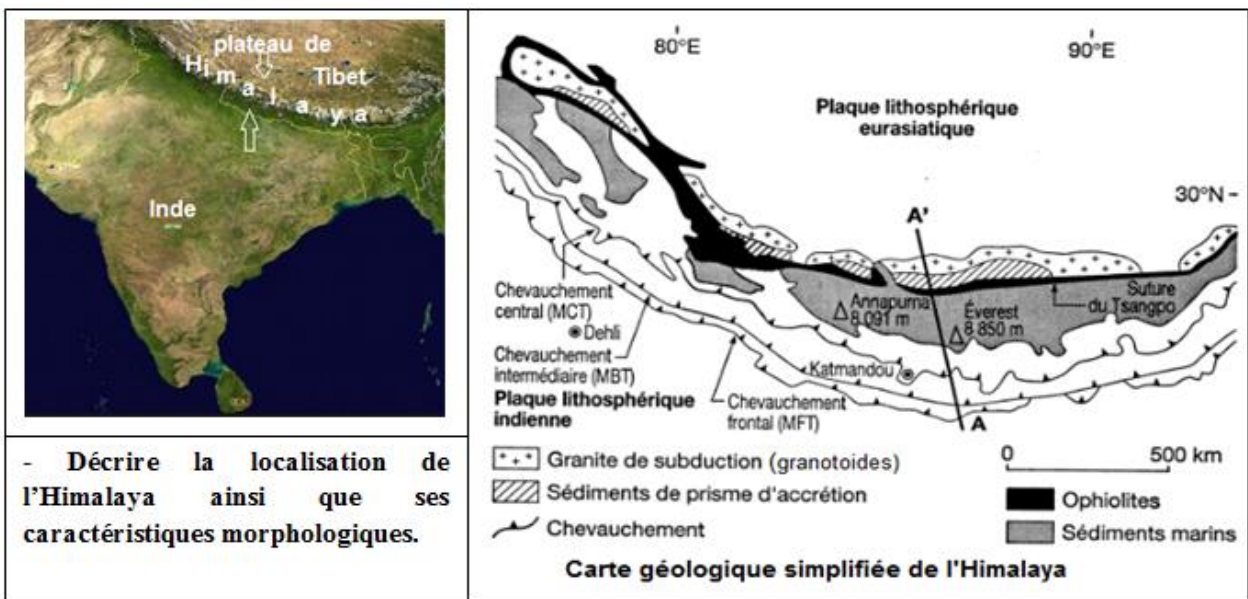 plateau de
Himalaya
Tibet
Inde
- Décrire la localisation de
l'Himalaya ainsi que ses
caractéristiques morphologiques.
80°E
90°E
Plaque lithosphérique
eurasiatique
30°N
A'
Chevauchement
central (MCT)
Dehli
Chevauchement
intermédiaire (MBT)
Plaque lithosphérique
indienne
Annapurna
8 091 m
Éverest
8 850 m
Suture
du Tsangpo
Katmandou
Chevauchement
frontal (MFT)
A
0 500 km
Granite de subduction (granotoides)
Sédiments de prisme d'accrétion
Chevauchement
Ophiolites
Sédiments marins
Carte géologique simplifiée de l'Himalaya